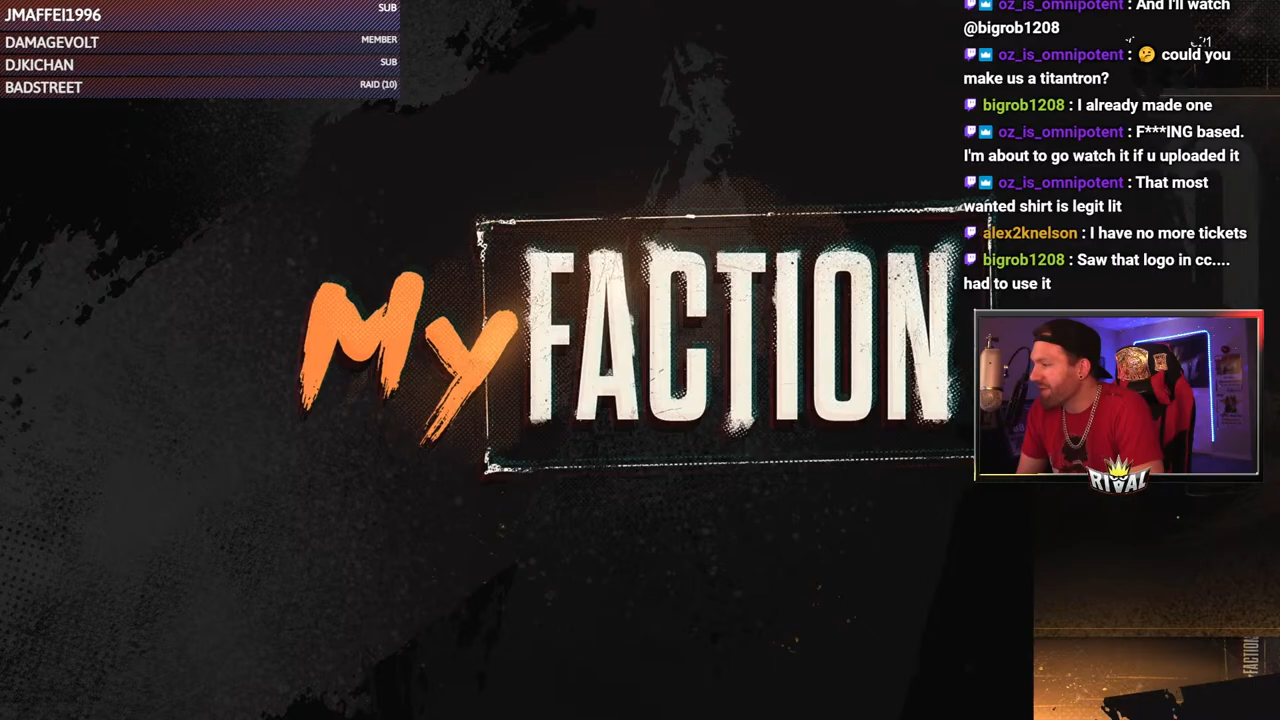 JMAFFEI1996 SUB
DAMAGEVOLT MEMBER
DJKICHAN SUB
BADSTREET RAID (10)
oz_is_omnipotent : And I'll watch
@bigrob1208
oz_is_omnipotent : 🤔 could you
make us a titantron?
bigrob1208 : I already made one
oz_is_omnipotent : F***ING based.
I'm about to go watch it if u uploaded it
oz_is_omnipotent : That most
wanted shirt is legit lit
alex2knelson : I have no more tickets
bigrob1208 : Saw that logo in cc....
had to use it
My FACTION
RIVAL
FACTION